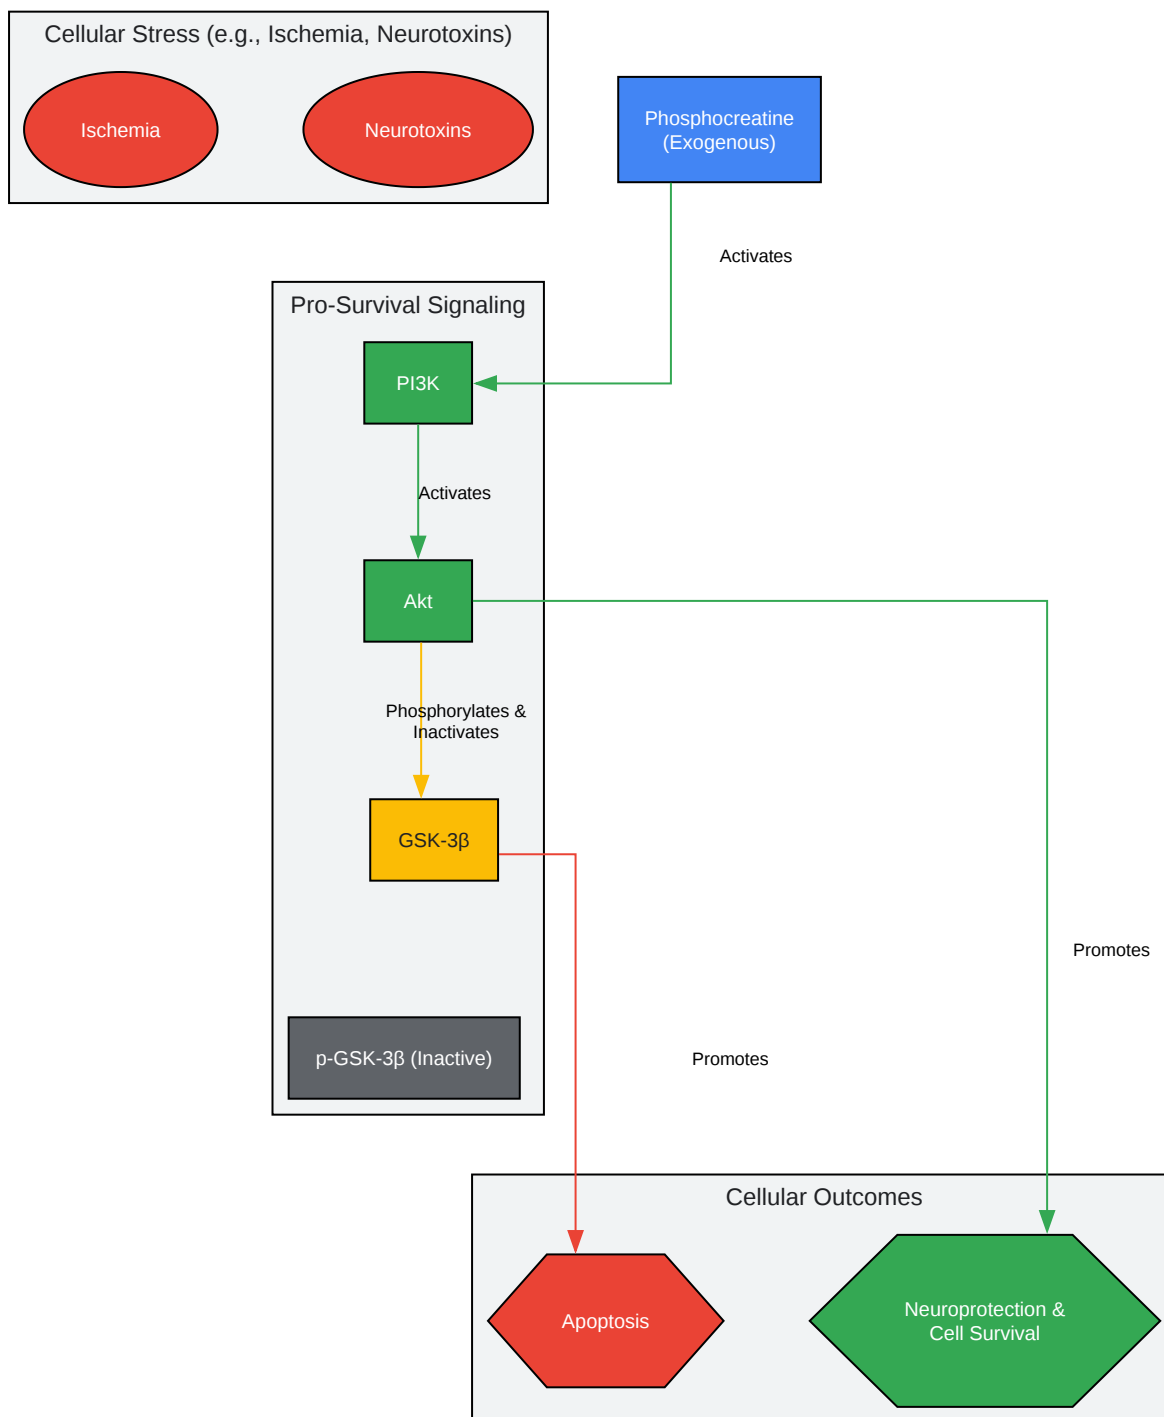 Cellular Stress (e.g., Ischemia, Neurotoxins)
Ischemia
Neurotoxins
Phosphocreatine
(Exogenous)
Activates
Pro-Survival Signaling
PI3K
Activates
Akt
Phosphorylates &
Inactivates
GSK-3β
Promotes
p-GSK-3β (Inactive)
Promotes
Cellular Outcomes
Apoptosis
Neuroprotection &
Cell Survival